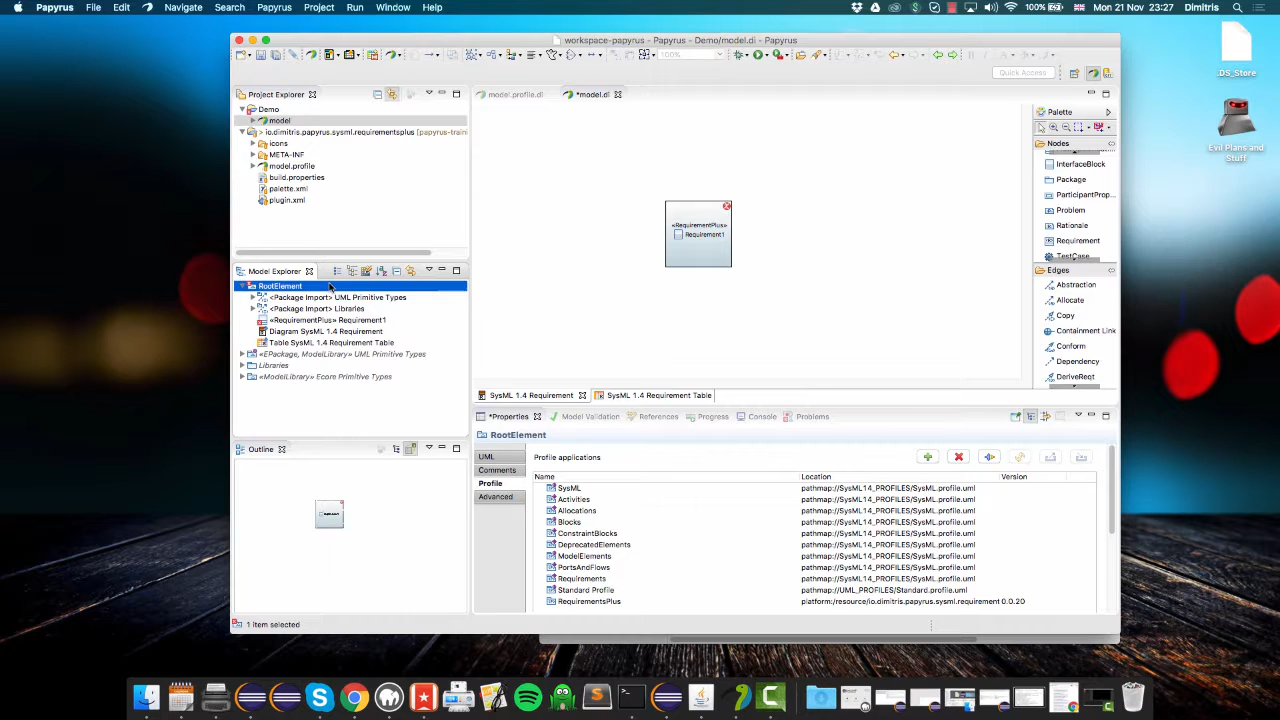 Papyrus File Edit Navigate Search Papyrus Project Run Window Help
100% Mon 21 Nov 23:27 Dimitris
workspace-papyrus - Papyrus - Demo/model.di - Papyrus
100%
Quick Access
Project Explorer
Demo
model
> io.dimitris.papyrus.sysml.requirementsplus [papyrus-train
icons
META-INF
model.profile
build.properties
palette.xml
plugin.xml
Model Explorer
RootElement
<Package Import> UML Primitive Types
<Package Import> Libraries
«RequirementPlus» Requirement1
Diagram SysML 1.4 Requirement
Table SysML 1.4 Requirement Table
«EPackage, ModelLibrary» UML Primitive Types
Libraries
«ModelLibrary» Ecore Primitive Types
Outline
1 item selected
model.profile.di *model.di
«RequirementPlus»
Requirement1
Palette
Nodes
InterfaceBlock
Package
ParticipantProp...
Problem
Rationale
Requirement
TestCase
Edges
Abstraction
Allocate
Copy
Containment Link
Conform
Dependency
DeriveReqt
SysML 1.4 Requirement SysML 1.4 Requirement Table
*Properties Model Validation References Progress Console Problems
RootElement
UML
Comments
Profile
Advanced
Profile applications
Name Location Version
SysML pathmap://SysML14_PROFILES/SysML.profile.uml
Activities pathmap://SysML14_PROFILES/SysML.profile.uml
Allocations pathmap://SysML14_PROFILES/SysML.profile.uml
Blocks pathmap://SysML14_PROFILES/SysML.profile.uml
ConstraintBlocks pathmap://SysML14_PROFILES/SysML.profile.uml
DeprecatedElements pathmap://SysML14_PROFILES/SysML.profile.uml
ModelElements pathmap://SysML14_PROFILES/SysML.profile.uml
PortsAndFlows pathmap://SysML14_PROFILES/SysML.profile.uml
Requirements pathmap://SysML14_PROFILES/SysML.profile.uml
Standard Profile pathmap://UML_PROFILES/Standard.profile.uml
RequirementsPlus platform:/resource/io.dimitris.papyrus.sysml.requirement 0.0.20
.DS_Store
Evil Plans and
Stuff